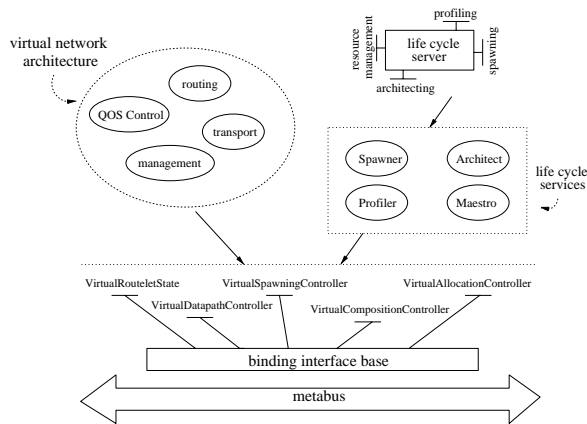 virtual network
architecture
routing
QOS Control
transport
management
profiling
resource
management
life cycle
server
spawning
architecting
Spawner
Architect
Profiler
Maestro
life cycle
services
VirtualRouteletState
VirtualSpawningController
VirtualAllocationController
VirtualDatapathController
VirtualCompositionController
binding interface base
metabus